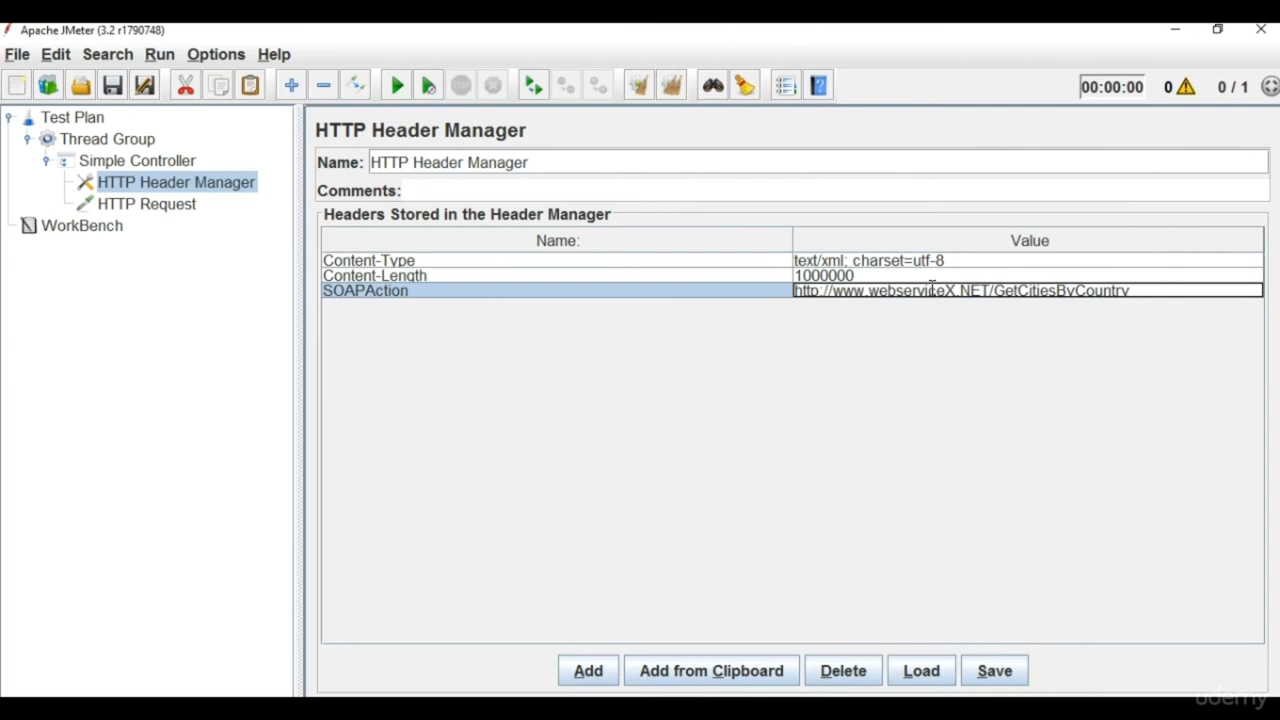 Apache JMeter (3.2 r1790748)
File Edit Search Run Options Help
00:00:00 0 0 / 1
Test Plan
Thread Group
Simple Controller
HTTP Header Manager
HTTP Request
WorkBench
HTTP Header Manager
Name: HTTP Header Manager
Comments:
Headers Stored in the Header Manager
Name: Value
Content-Type text/xml; charset=utf-8
Content-Length 1000000
SOAPAction http://www.webserviceX.NET/GetCitiesByCountry
Add Add from Clipboard Delete Load Save
udemy